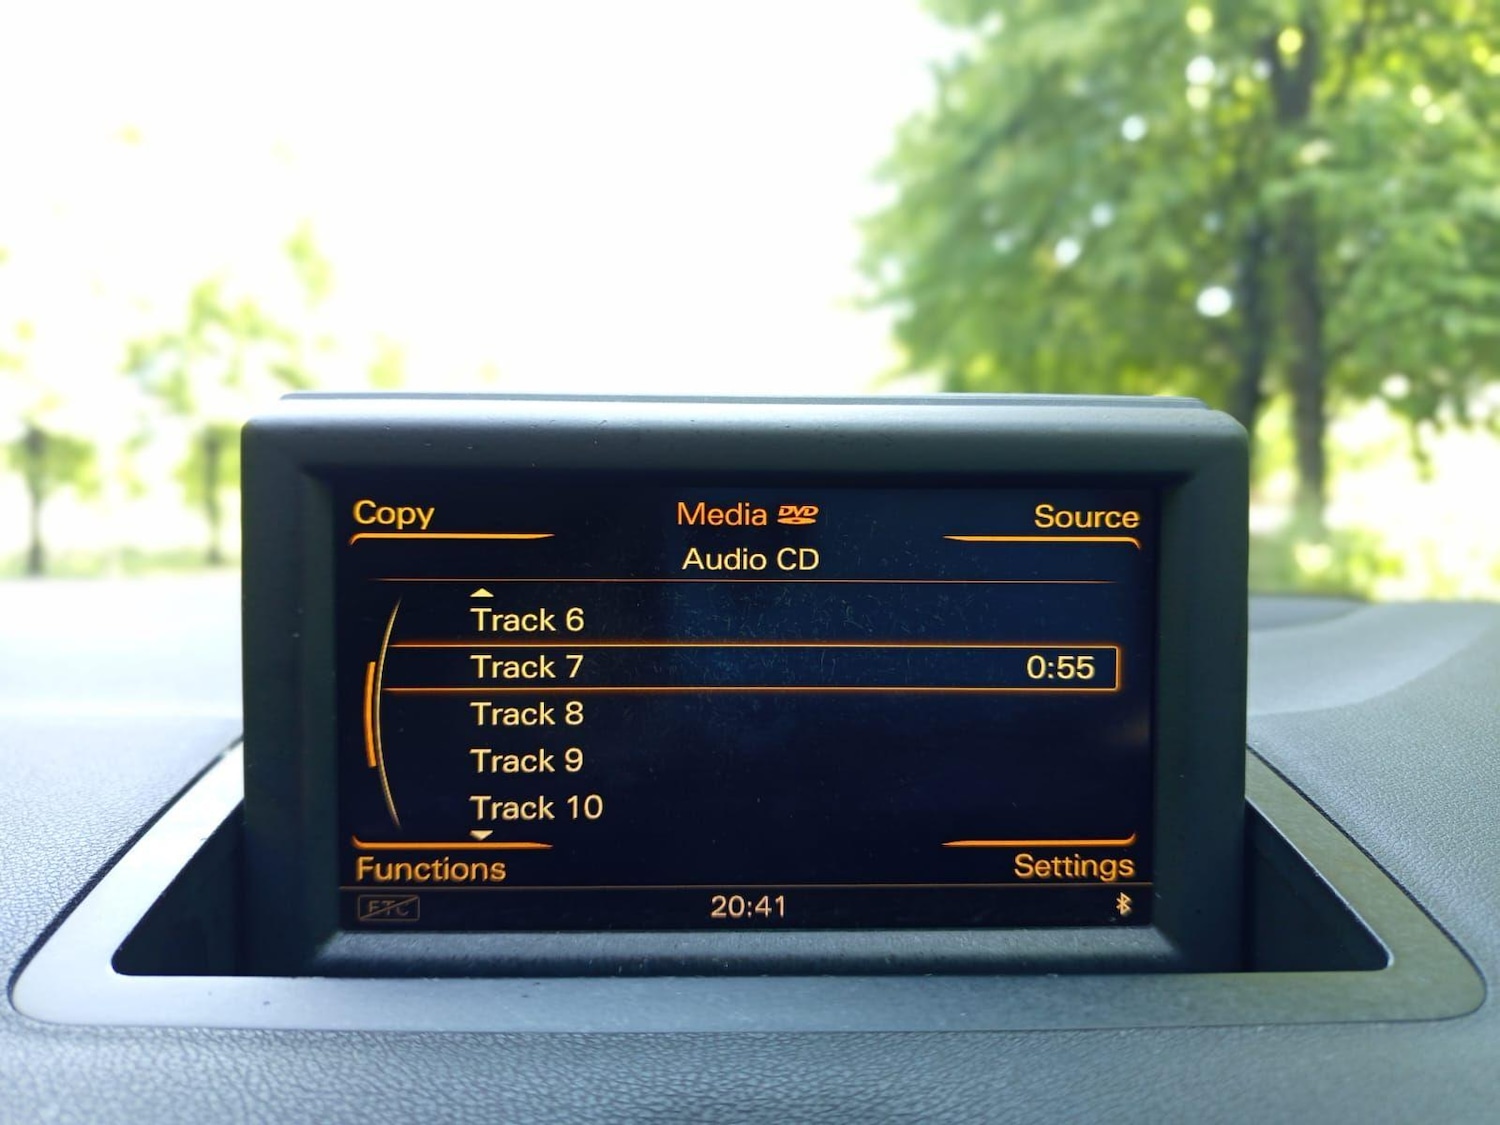 Copy Media DVD Source
Audio CD
Track 6
Track 7 0:55
Track 8
Track 9
Track 10
Functions Settings
ETC 20:41